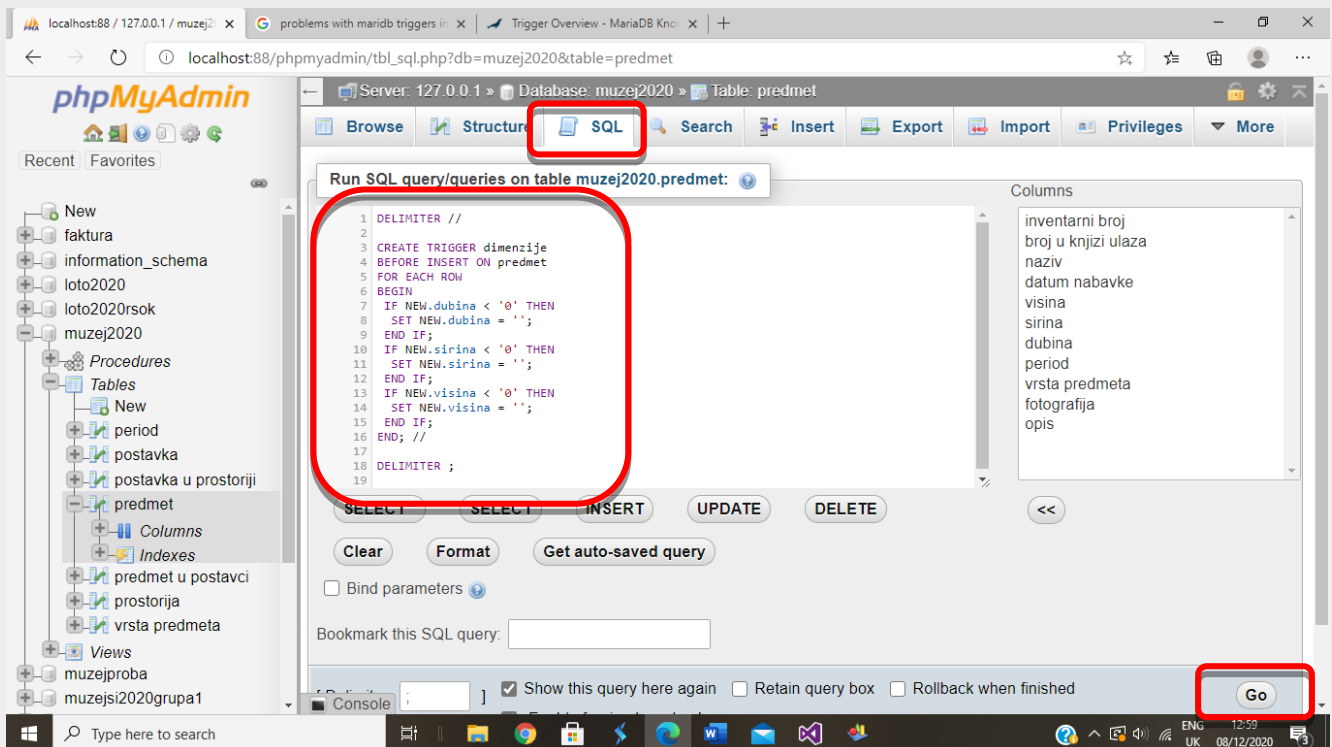 localhost:88 / 127.0.0.1 / muzej2
problems with maridb triggers in
Trigger Overview - MariaDB Kno
localhost:88/phpmyadmin/tbl_sql.php?db=muzej2020&table=predmet
phpMyAdmin
Recent Favorites
New
faktura
information_schema
loto2020
loto2020rsok
muzej2020
Procedures
Tables
New
period
postavka
postavka u prostoriji
predmet
Columns
Indexes
predmet u postavci
prostorija
vrsta predmeta
Views
muzejproba
muzejsi2020grupa1
Server: 127.0.0.1 » Database: muzej2020 » Table: predmet
Browse Structure SQL Search Insert Export Import Privileges More
Run SQL query/queries on table muzej2020.predmet:
1 DELIMITER //
2
3 CREATE TRIGGER dimenzije
4 BEFORE INSERT ON predmet
5 FOR EACH ROW
6 BEGIN
7 IF NEW.dubina < '0' THEN
8 SET NEW.dubina = '';
9 END IF;
10 IF NEW.sirina < '0' THEN
11 SET NEW.sirina = '';
12 END IF;
13 IF NEW.visina < '0' THEN
14 SET NEW.visina = '';
15 END IF;
16 END; //
17
18 DELIMITER ;
19
Columns
inventarni broj
broj u knjizi ulaza
naziv
datum nabavke
visina
sirina
dubina
period
vrsta predmeta
fotografija
opis
SELECT SELECT INSERT UPDATE DELETE <<
Clear Format Get auto-saved query
Bind parameters
Bookmark this SQL query:
; ] Show this query here again Retain query box Rollback when finished Go
Console
Type here to search
ENG
UK
12:59
08/12/2020
3